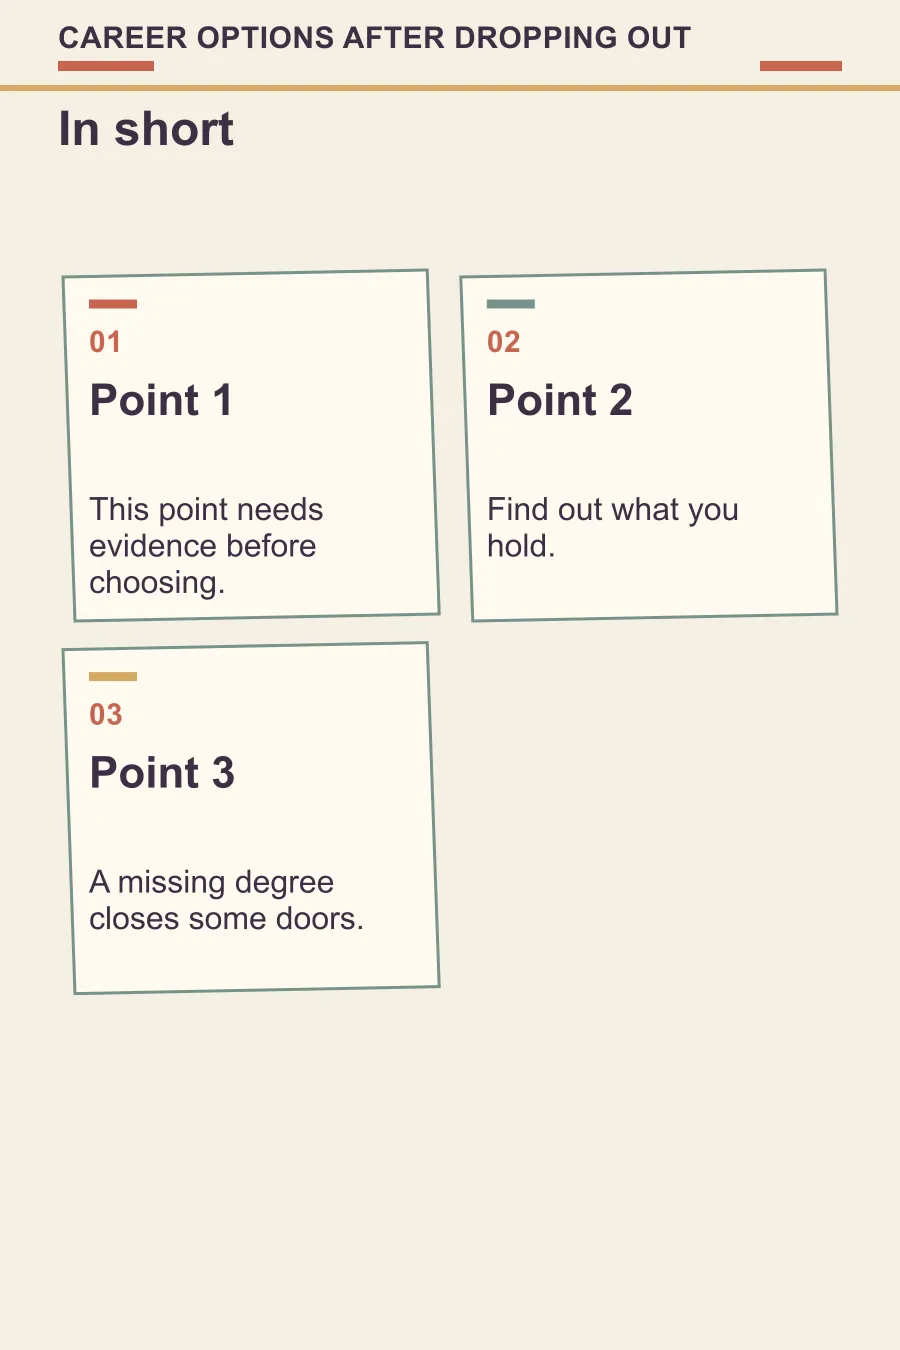 CAREER OPTIONS AFTER DROPPING OUT
In short
01
Point 1
This point needs
evidence before
choosing.
02
Point 2
Find out what you
hold.
03
Point 3
A missing degree
closes some doors.